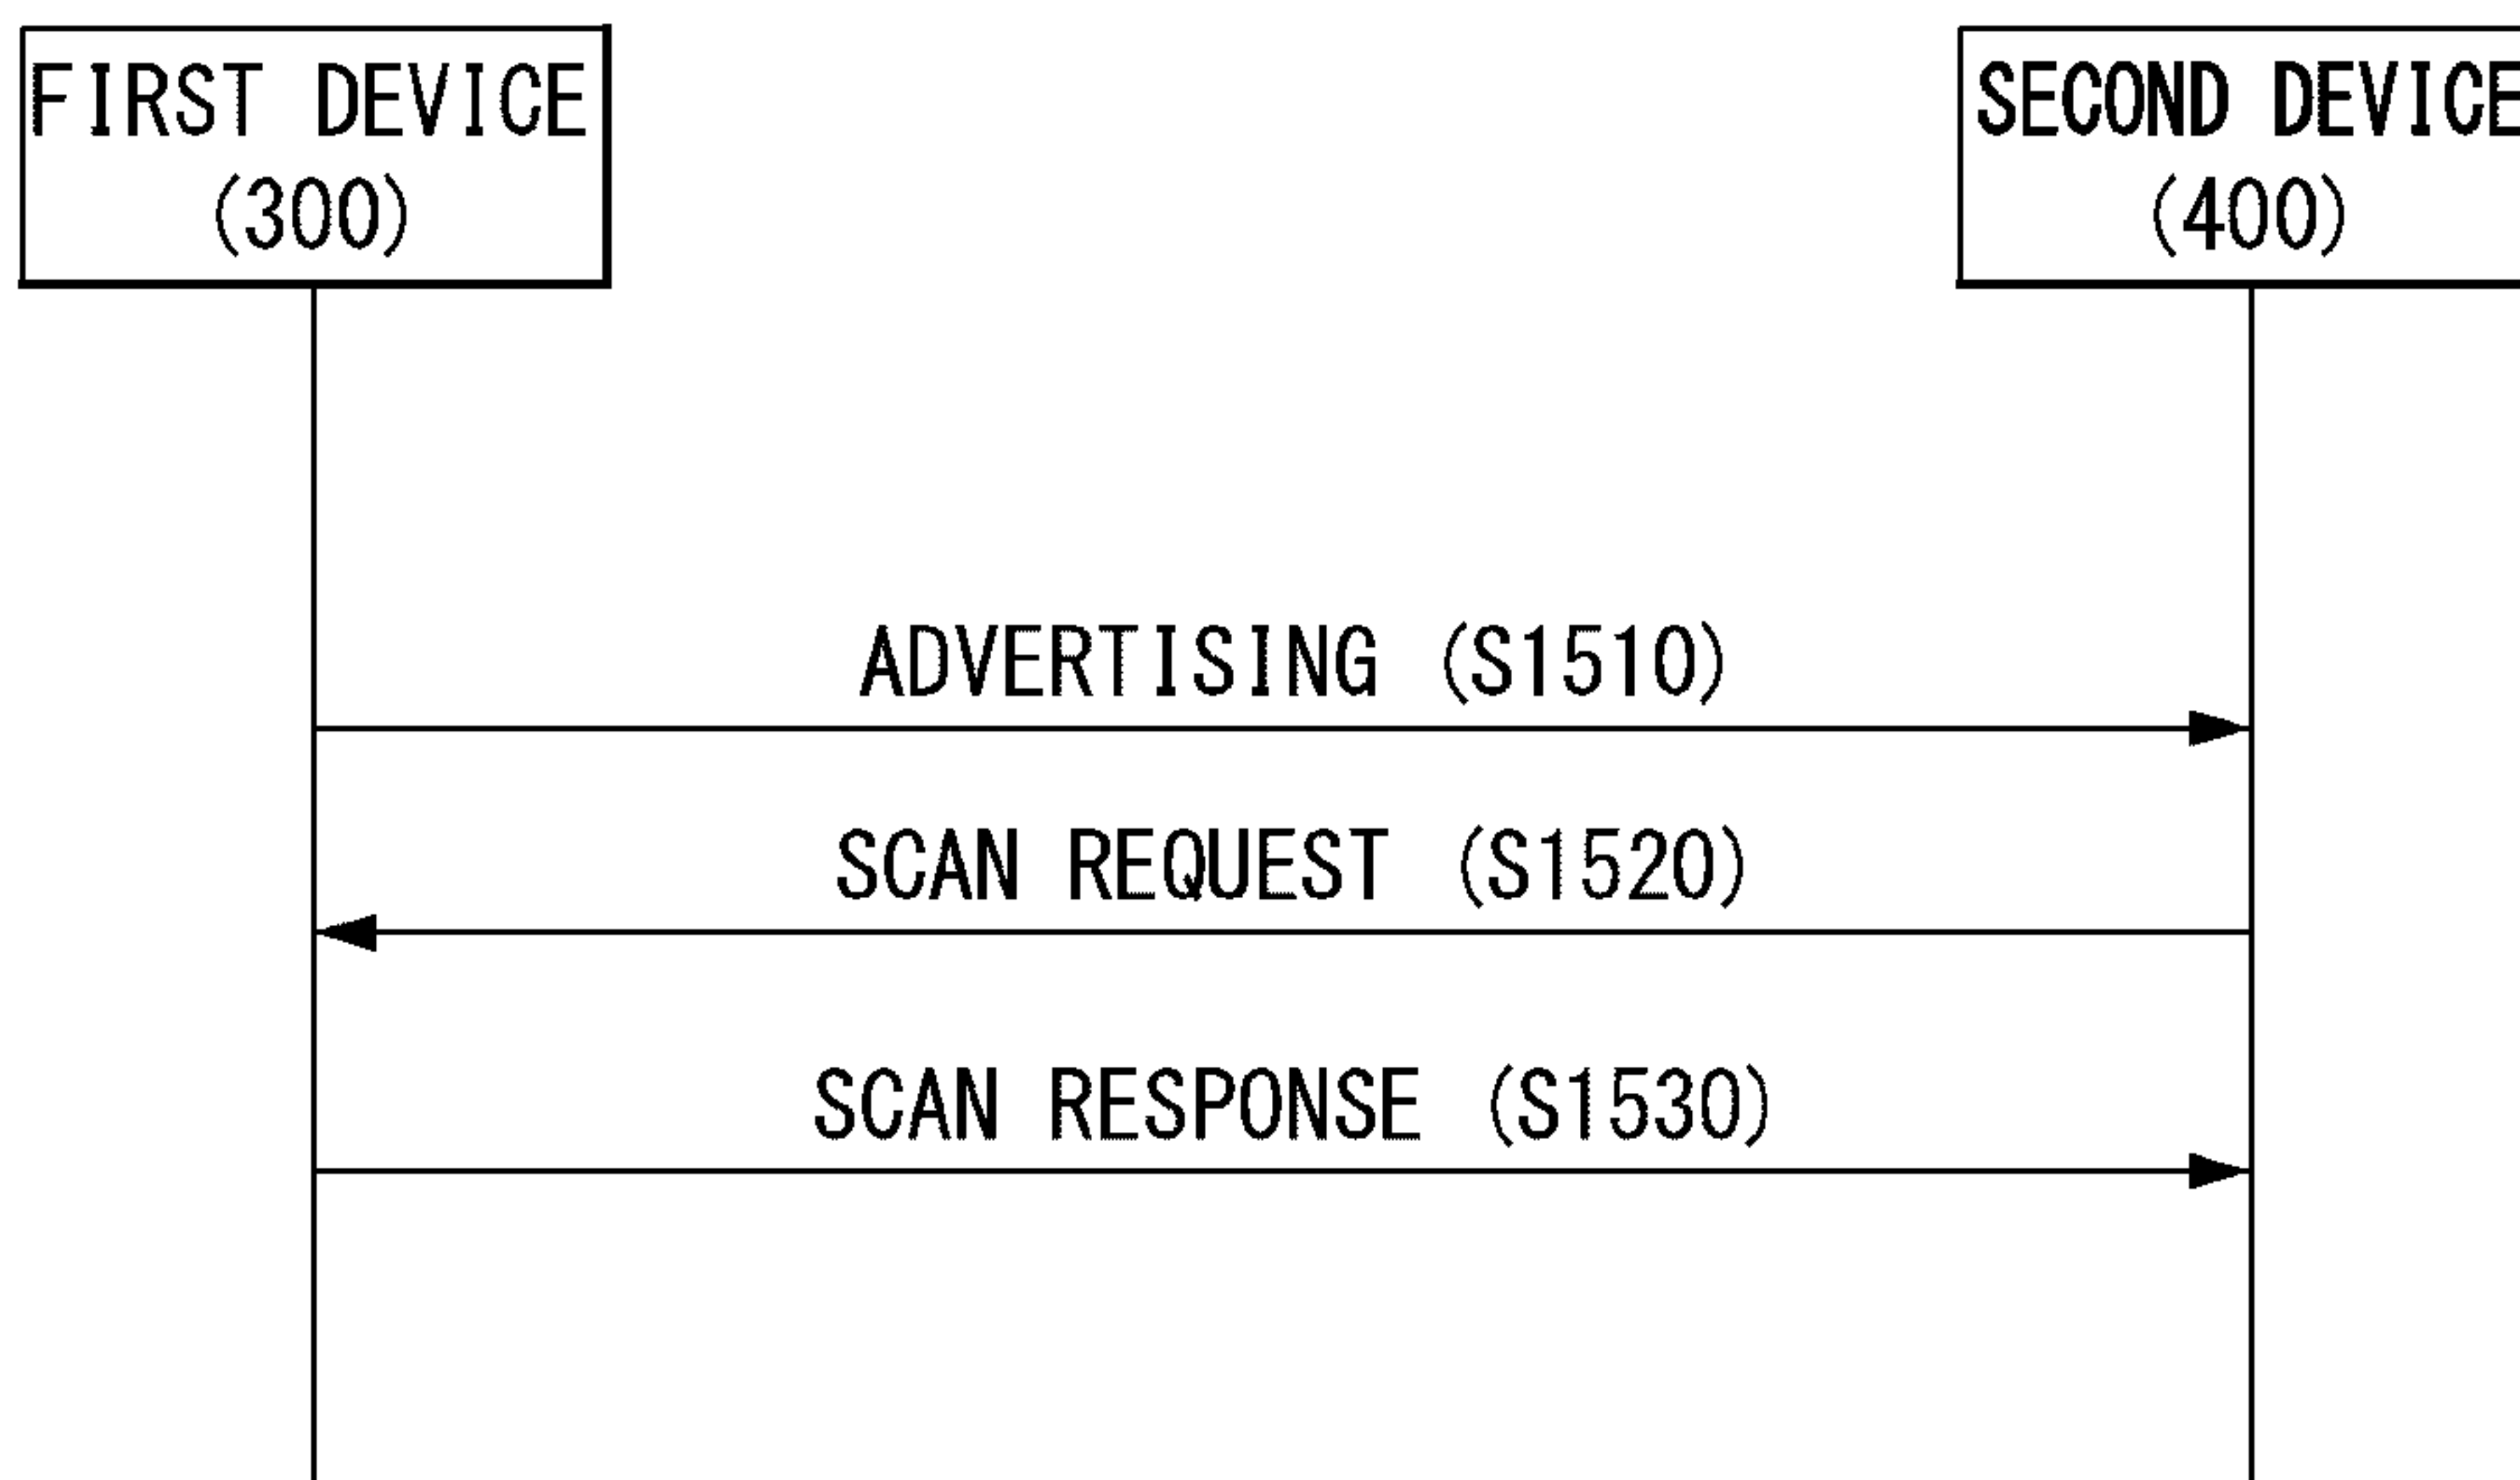 FIRST DEVICE
(300)
SECOND DEVICE
(400)
ADVERTISING (S1510)
SCAN REQUEST (S1520)
SCAN RESPONSE (S1530)